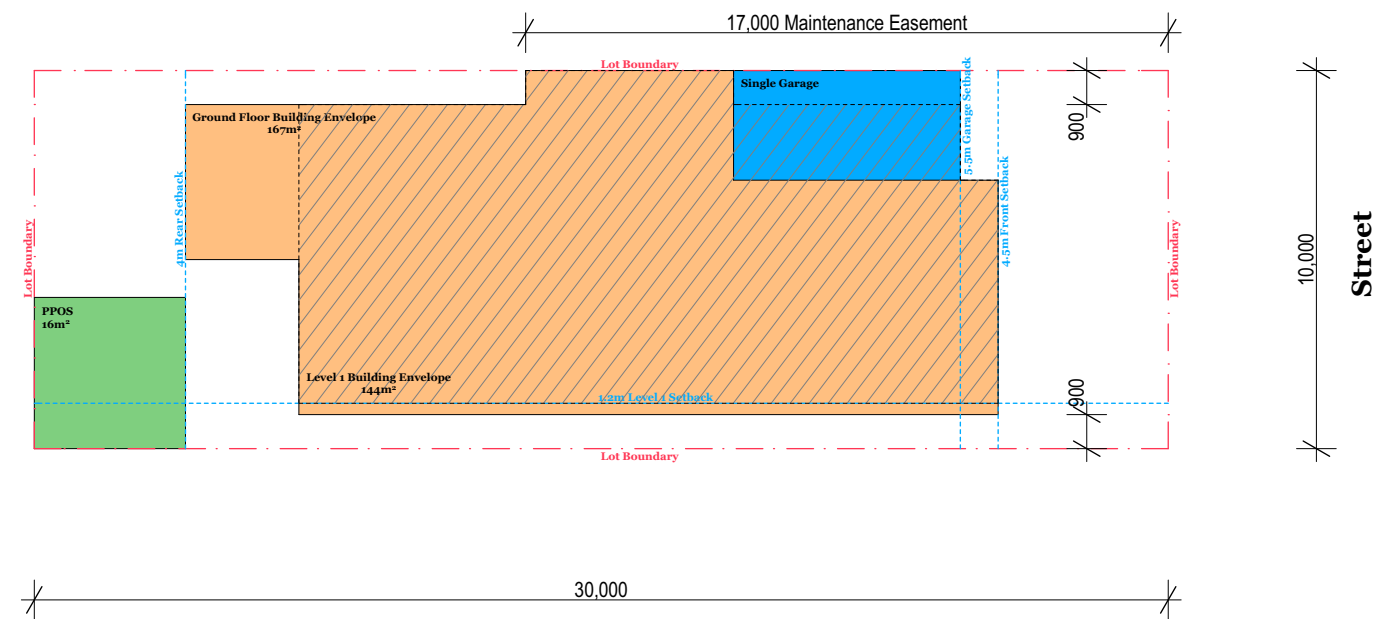 17,000 Maintenance Easement
Lot Boundary
Single Garage
5.5m Garage Setback
900
Ground Floor Building Envelope
167m²
4m Rear Setback
4.5m Front Setback
Lot Boundary
Lot Boundary
10,000
Street
PPOS
16m²
Level 1 Building Envelope
144m²
1.2m Level 1 Setback
900
Lot Boundary
30,000